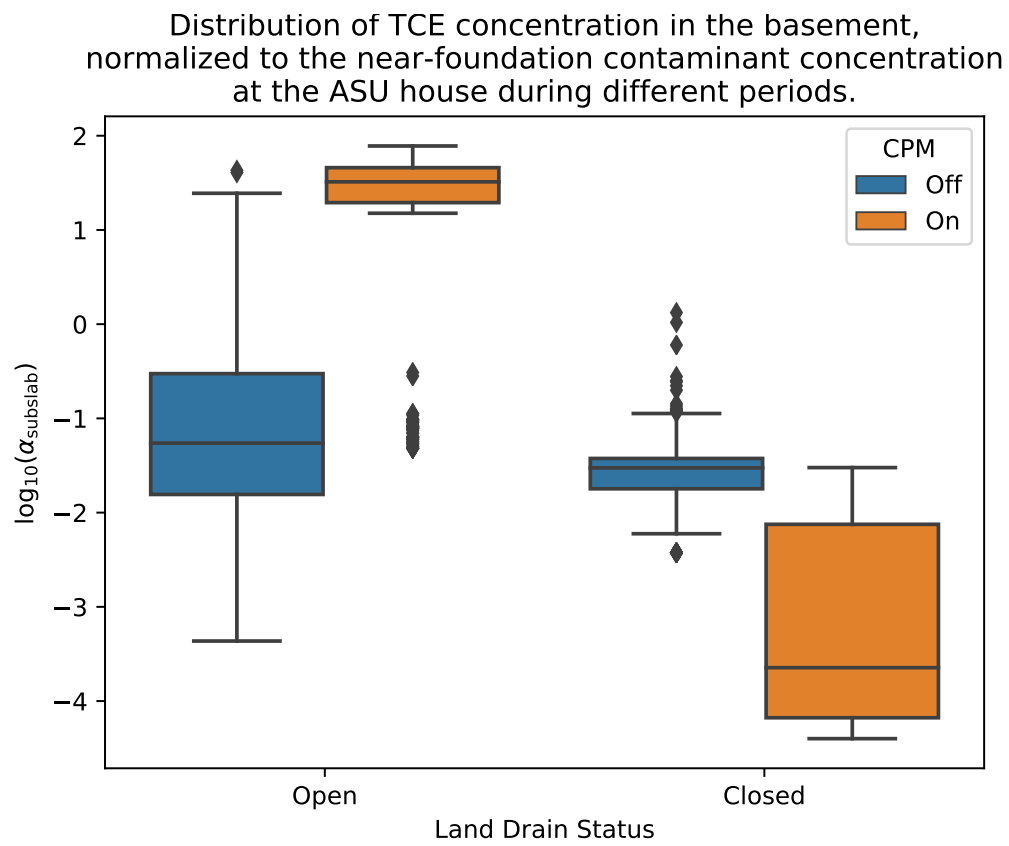 Distribution of TCE concentration in the basement,
normalized to the near-foundation contaminant concentration
at the ASU house during different periods.
2
1
0
−1
−2
−3
−4
log₁₀(α_subslab)
CPM
Off
On
Open
Closed
Land Drain Status